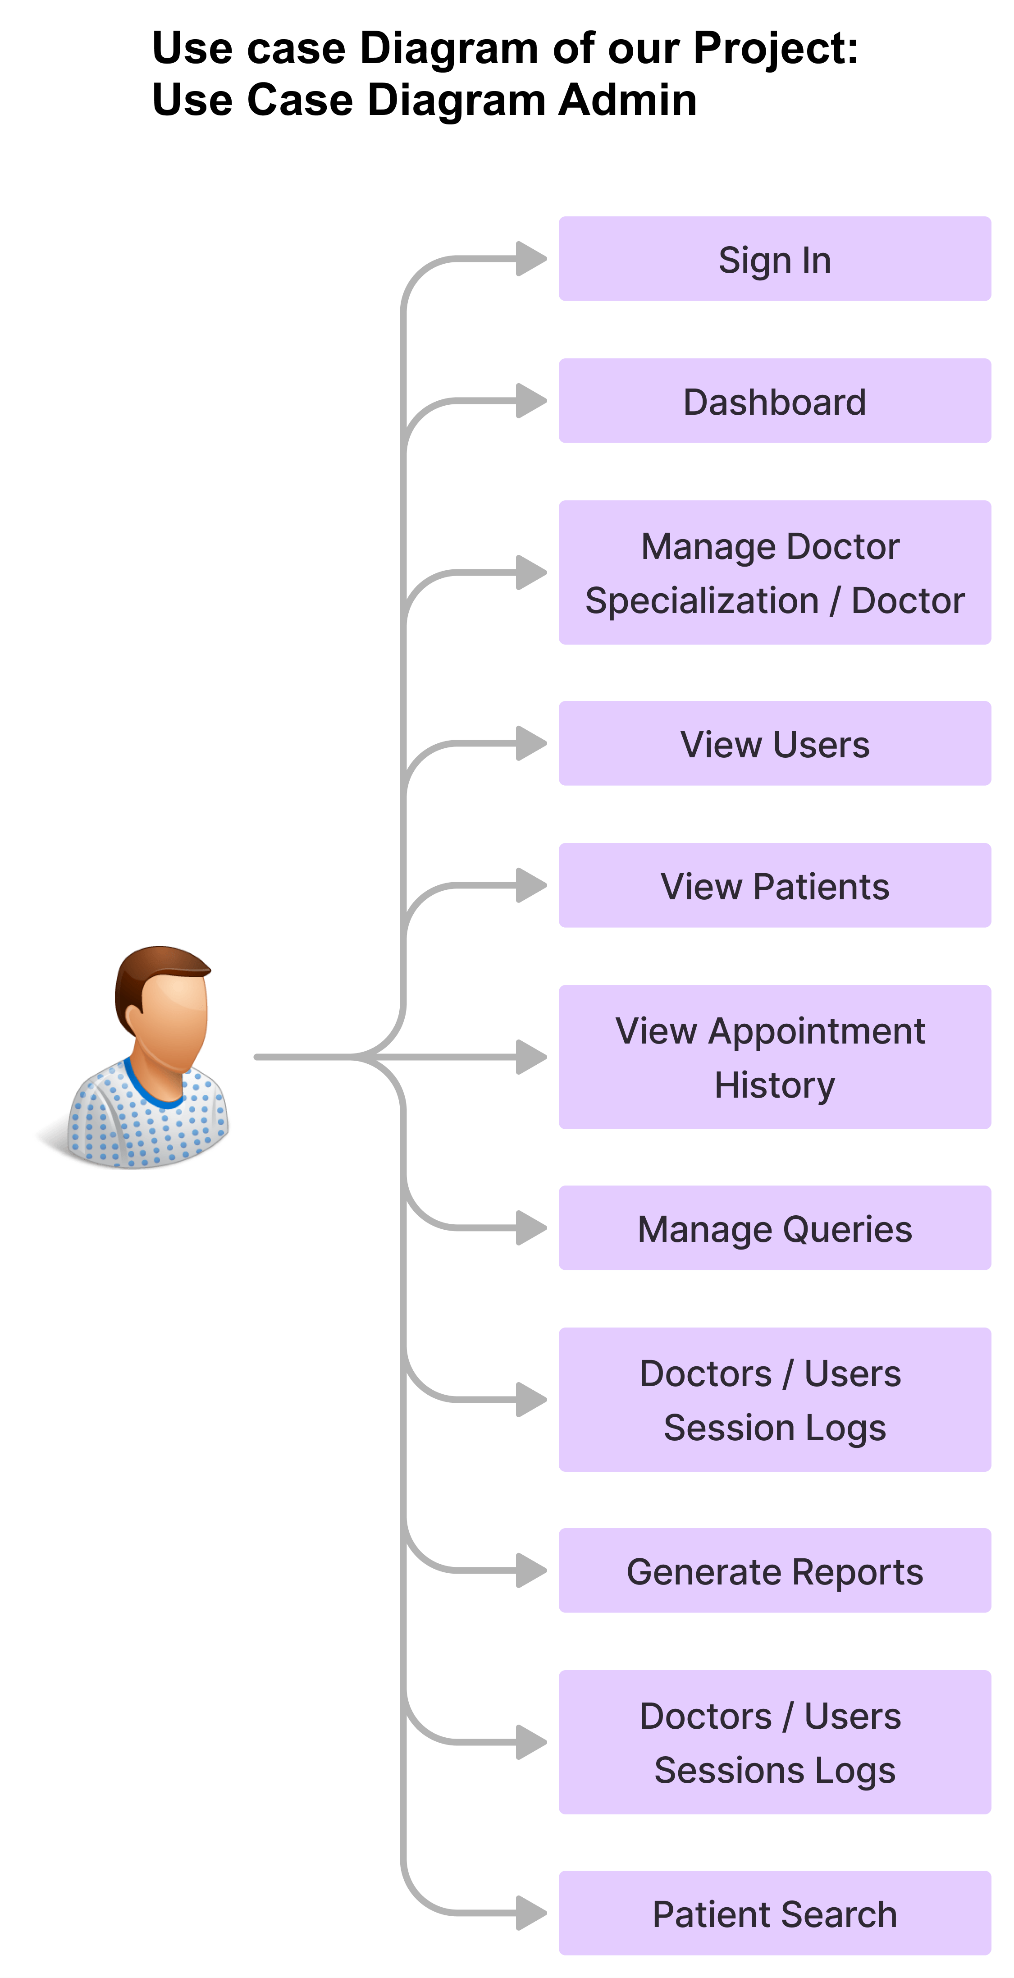 Use case Diagram of our Project:
Use Case Diagram Admin
Sign In
Dashboard
Manage Doctor
Specialization / Doctor
View Users
View Patients
View Appointment
History
Manage Queries
Doctors / Users
Session Logs
Generate Reports
Doctors / Users
Sessions Logs
Patient Search